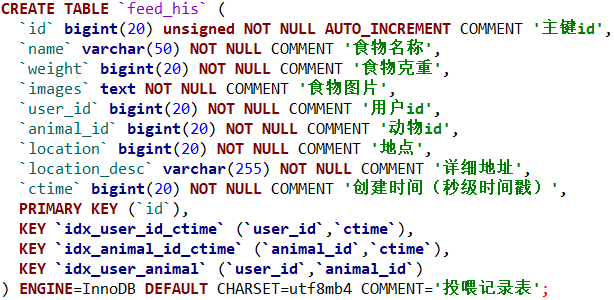 CREATE TABLE `feed_his` (
  `id` bigint(20) unsigned NOT NULL AUTO_INCREMENT COMMENT '主键id',
  `name` varchar(50) NOT NULL COMMENT '食物名称',
  `weight` bigint(20) NOT NULL COMMENT '食物克重',
  `images` text NOT NULL COMMENT '食物图片',
  `user_id` bigint(20) NOT NULL COMMENT '用户id',
  `animal_id` bigint(20) NOT NULL COMMENT '动物id',
  `location` bigint(20) NOT NULL COMMENT '地点',
  `location_desc` varchar(255) NOT NULL COMMENT '详细地址',
  `ctime` bigint(20) NOT NULL COMMENT '创建时间（秒级时间戳）',
  PRIMARY KEY (`id`),
  KEY `idx_user_id_ctime` (`user_id`,`ctime`),
  KEY `idx_animal_id_ctime` (`animal_id`,`ctime`),
  KEY `idx_user_animal` (`user_id`,`animal_id`)
) ENGINE=InnoDB DEFAULT CHARSET=utf8mb4 COMMENT='投喂记录表';